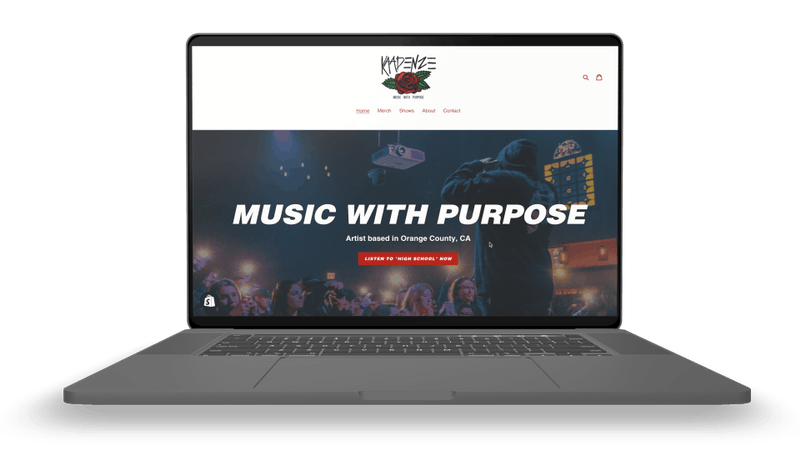 KAADENZE
MUSIC WITH PURPOSE
Home Merch Shows About Contact
MUSIC WITH PURPOSE
Artist based in Orange County, CA
LISTEN TO 'HIGH SCHOOL' NOW